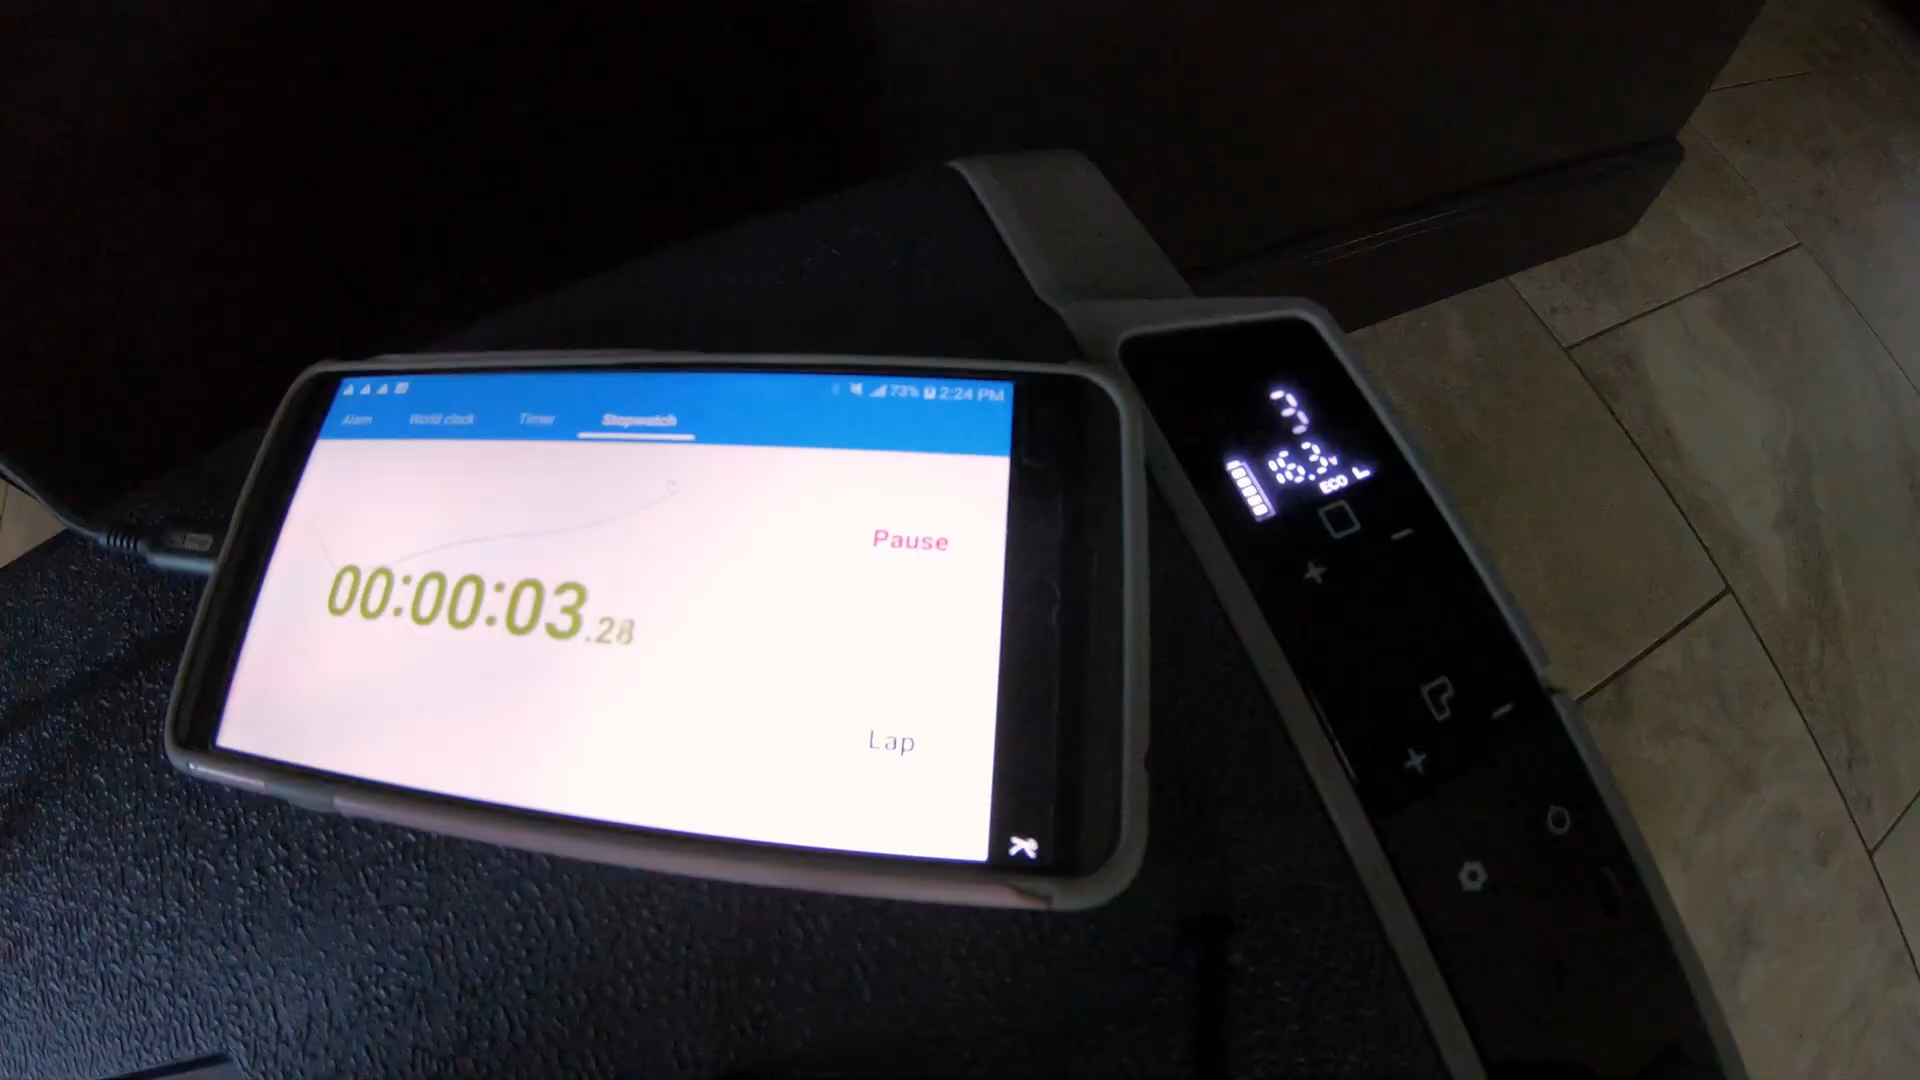 73% 2:24 PM
Alarm World clock Timer Stopwatch
Pause
00:00:03.28
Lap
ECO